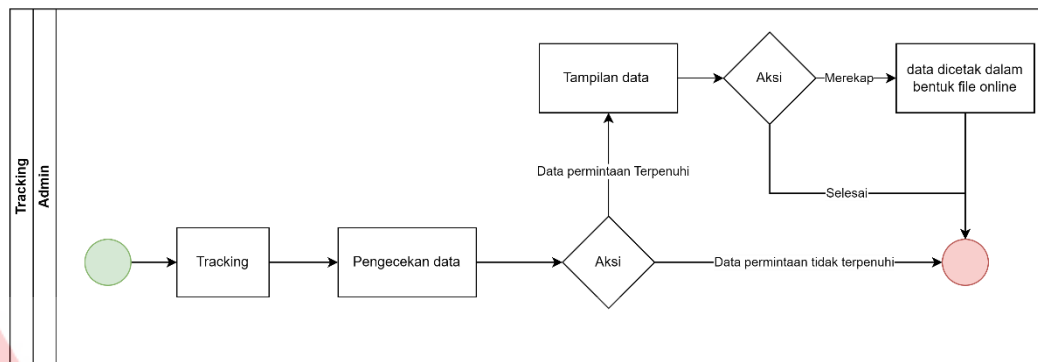 Tracking
Admin
Tampilan data
Aksi
Merekap
data dicetak dalam
bentuk file online
Data permintaan Terpenuhi
Selesai
Tracking
Pengecekan data
Aksi
Data permintaan tidak terpenuhi